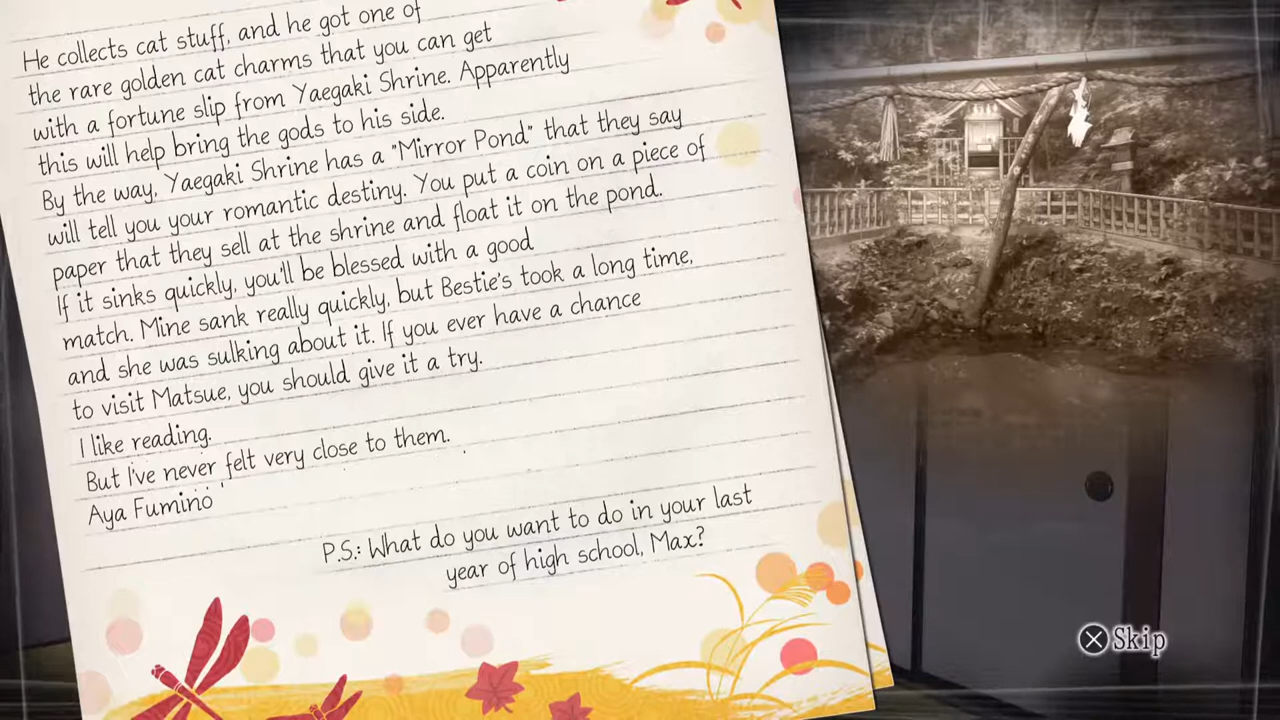 He collects cat stuff, and he got one of
the rare golden cat charms that you can get
with a fortune slip from Yaegaki Shrine. Apparently
this will help bring the gods to his side.
By the way, Yaegaki Shrine has a "Mirror Pond" that they say
will tell you your romantic destiny. You put a coin on a piece of
paper that they sell at the shrine and float it on the pond.
If it sinks quickly, you'll be blessed with a good
match. Mine sank really quickly, but Bestie's took a long time,
and she was sulking about it. If you ever have a chance
to visit Matsue, you should give it a try.
I like reading.
But I've never felt very close to them.
Aya Fumino
P.S.: What do you want to do in your last
year of high school, Max?
Skip